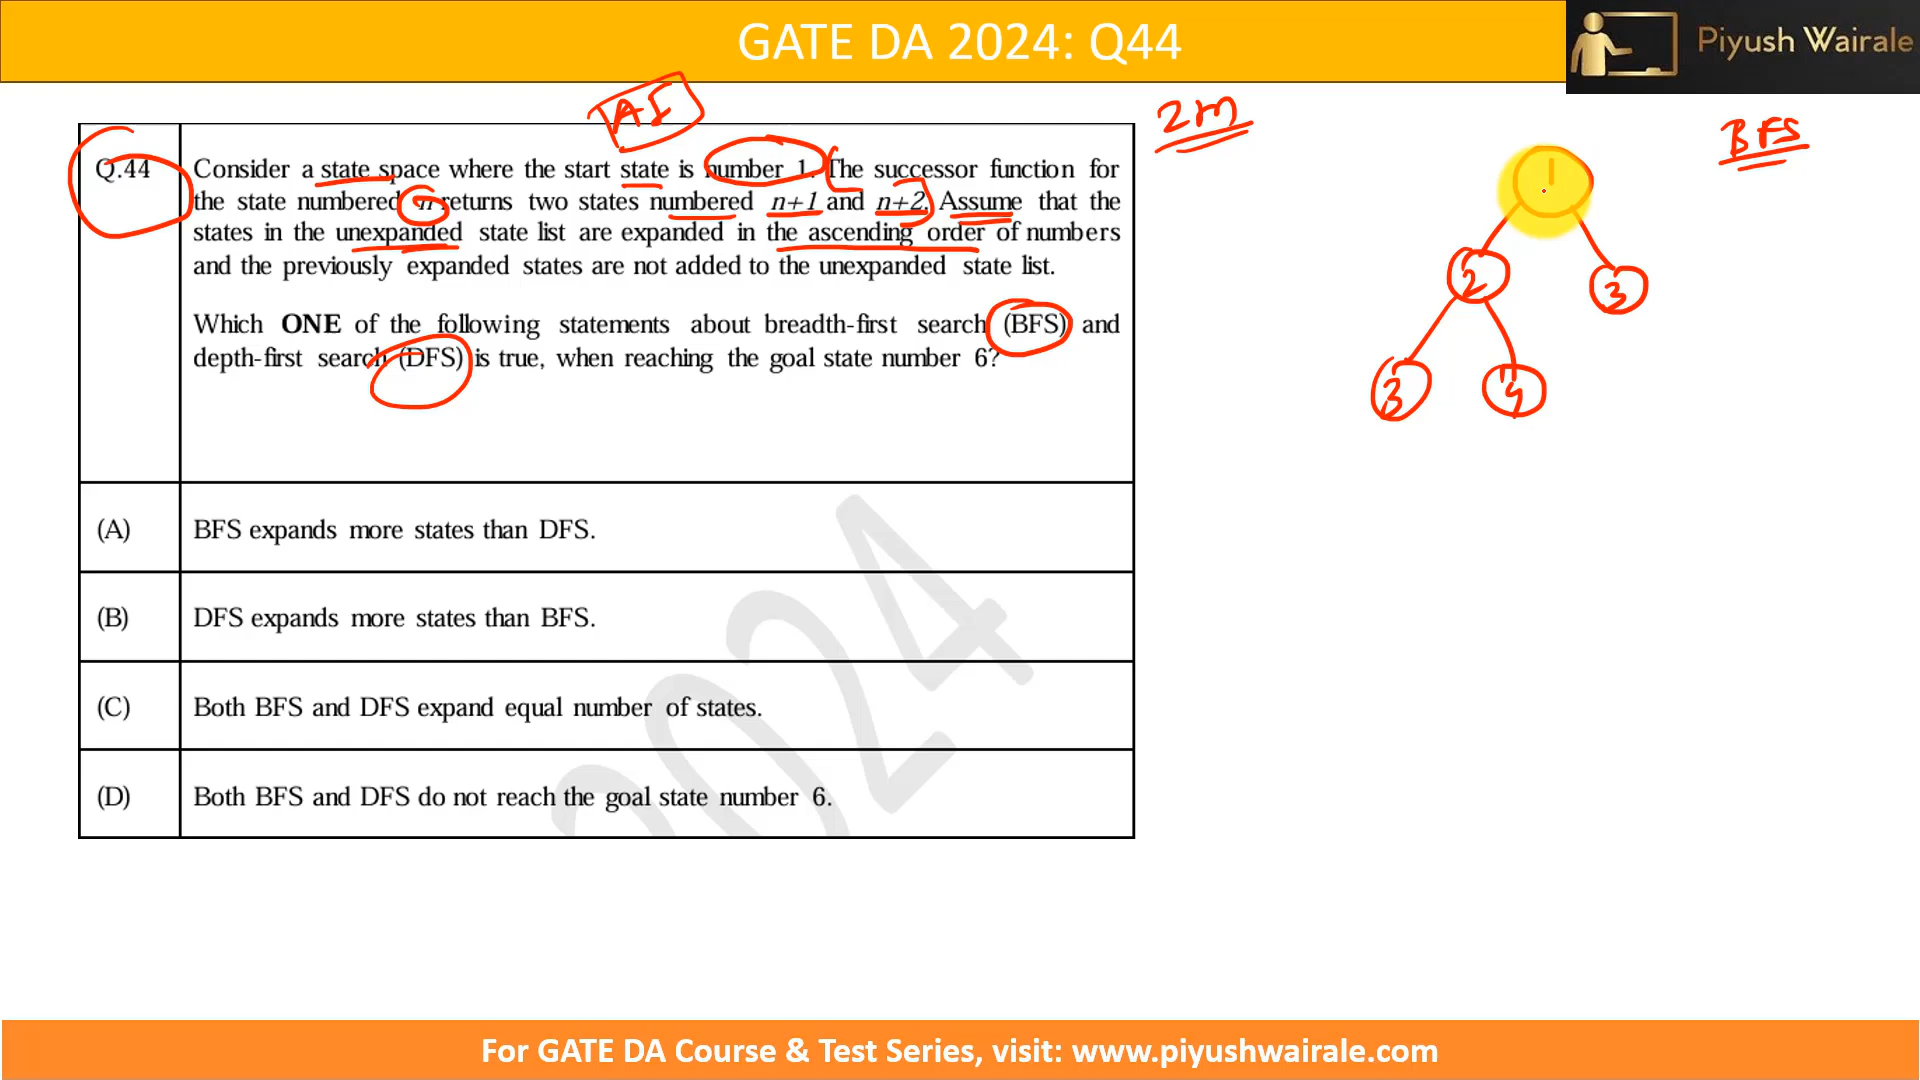 GATE DA 2024: Q44
Piyush Wairale
AI
2m
BFS
Q.44
Consider a state space where the start state is number 1. The successor function for
the state numbered n returns two states numbered n+1 and n+2. Assume that the
states in the unexpanded state list are expanded in the ascending order of numbers
and the previously expanded states are not added to the unexpanded state list.
Which ONE of the following statements about breadth-first search (BFS) and
depth-first search (DFS) is true, when reaching the goal state number 6?
1
2
3
3
4
(A) BFS expands more states than DFS.
(B) DFS expands more states than BFS.
(C) Both BFS and DFS expand equal number of states.
(D) Both BFS and DFS do not reach the goal state number 6.
2024
For GATE DA Course & Test Series, visit: www.piyushwairale.com